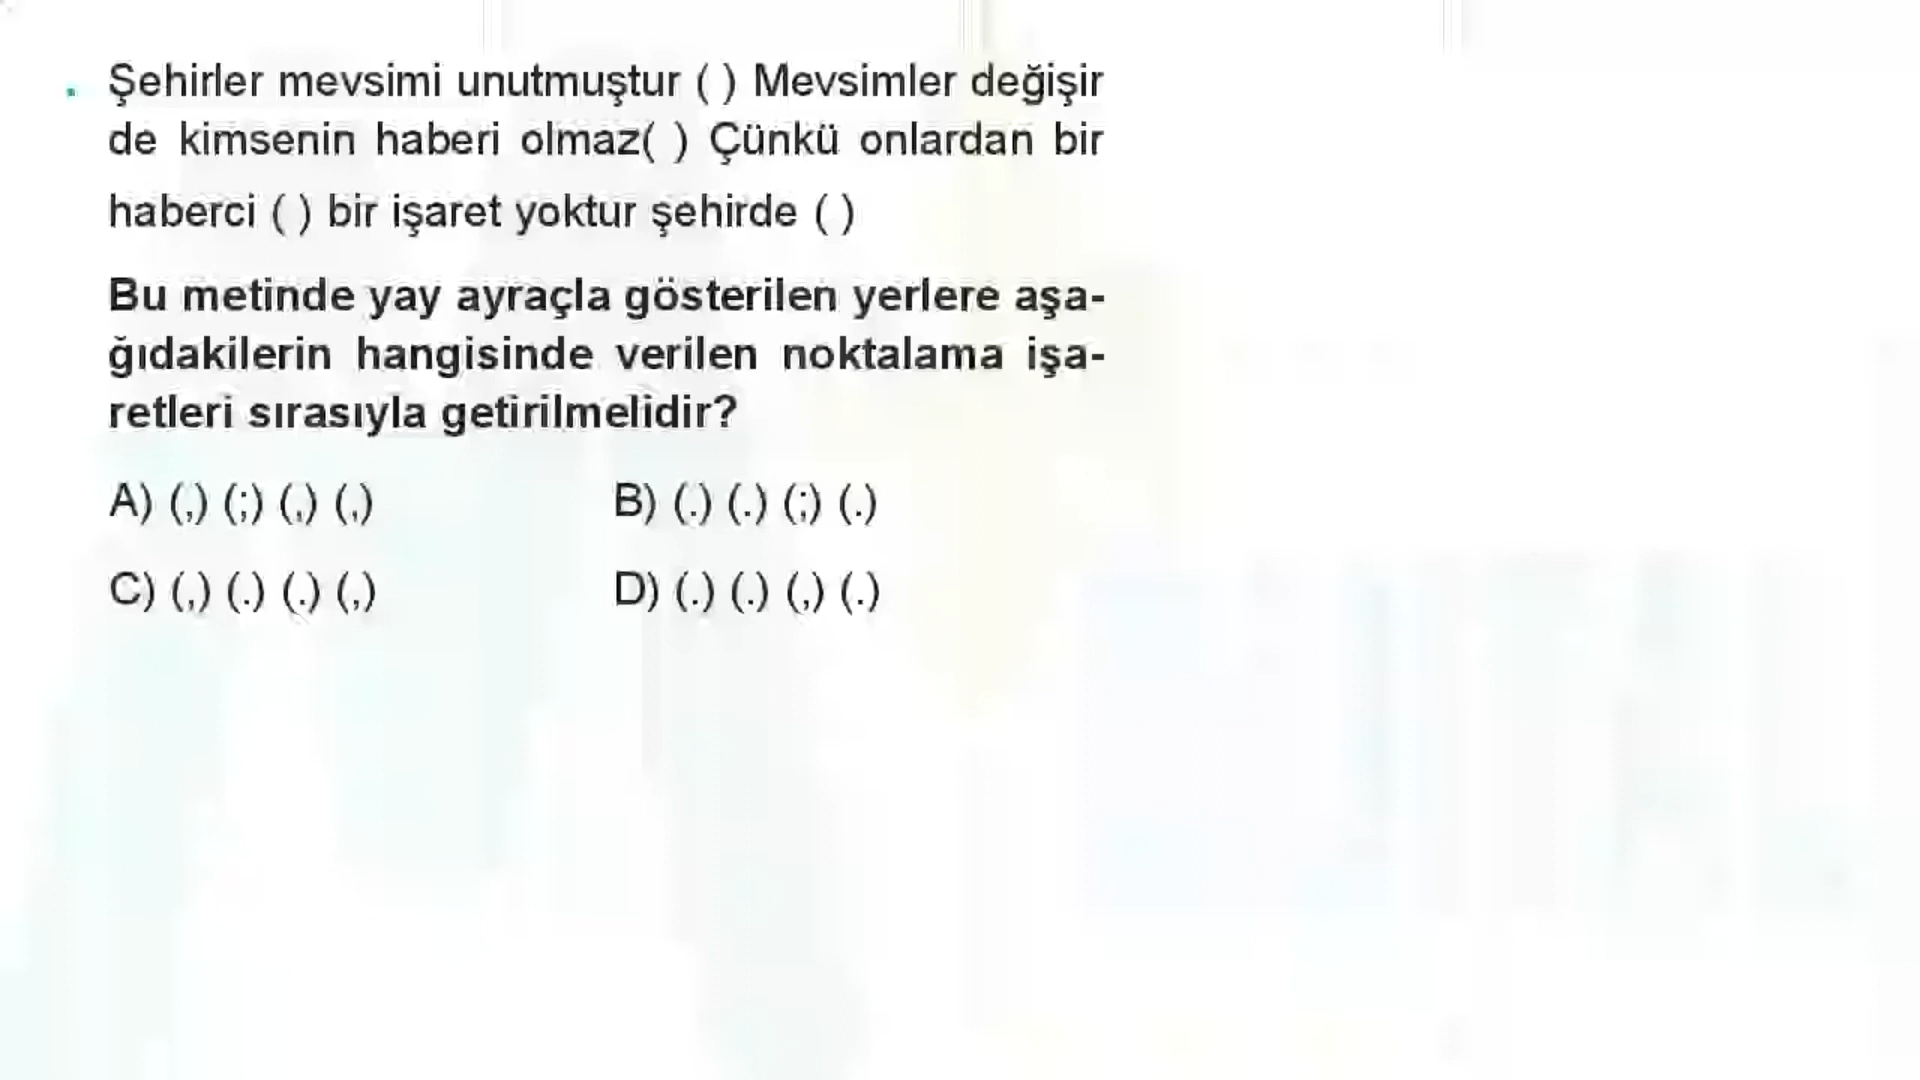 . Şehirler mevsimi unutmuştur ( ) Mevsimler değişir
de kimsenin haberi olmaz( ) Çünkü onlardan bir
haberci ( ) bir işaret yoktur şehirde ( )
Bu metinde yay ayraçla gösterilen yerlere aşa-
ğıdakilerin hangisinde verilen noktalama işa-
retleri sırasıyla getirilmelidir?
A) (,) (;) (,) (,) B) (.) (.) (;) (.)
C) (,) (.) (.) (,) D) (.) (.) (,) (.)